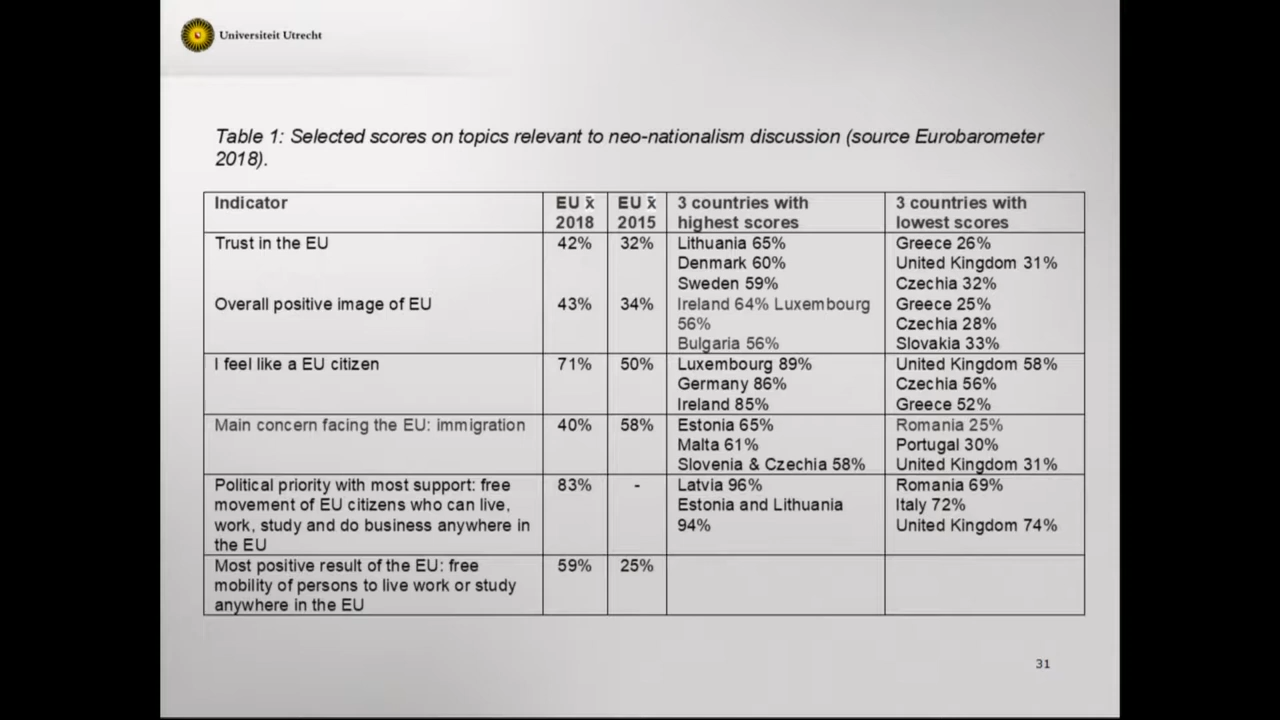 Universiteit Utrecht
Table 1: Selected scores on topics relevant to neo-nationalism discussion (source Eurobarometer
2018).
Indicator
EU x̄
2018
EU x̄
2015
3 countries with
highest scores
3 countries with
lowest scores
Trust in the EU
42%
32%
Lithuania 65%
Denmark 60%
Sweden 59%
Greece 26%
United Kingdom 31%
Czechia 32%
Overall positive image of EU
43%
34%
Ireland 64% Luxembourg
56%
Bulgaria 56%
Greece 25%
Czechia 28%
Slovakia 33%
I feel like a EU citizen
71%
50%
Luxembourg 89%
Germany 86%
Ireland 85%
United Kingdom 58%
Czechia 56%
Greece 52%
Main concern facing the EU: immigration
40%
58%
Estonia 65%
Malta 61%
Slovenia & Czechia 58%
Romania 25%
Portugal 30%
United Kingdom 31%
Political priority with most support: free
movement of EU citizens who can live,
work, study and do business anywhere in
the EU
83%
-
Latvia 96%
Estonia and Lithuania
94%
Romania 69%
Italy 72%
United Kingdom 74%
Most positive result of the EU: free
mobility of persons to live work or study
anywhere in the EU
59%
25%
31